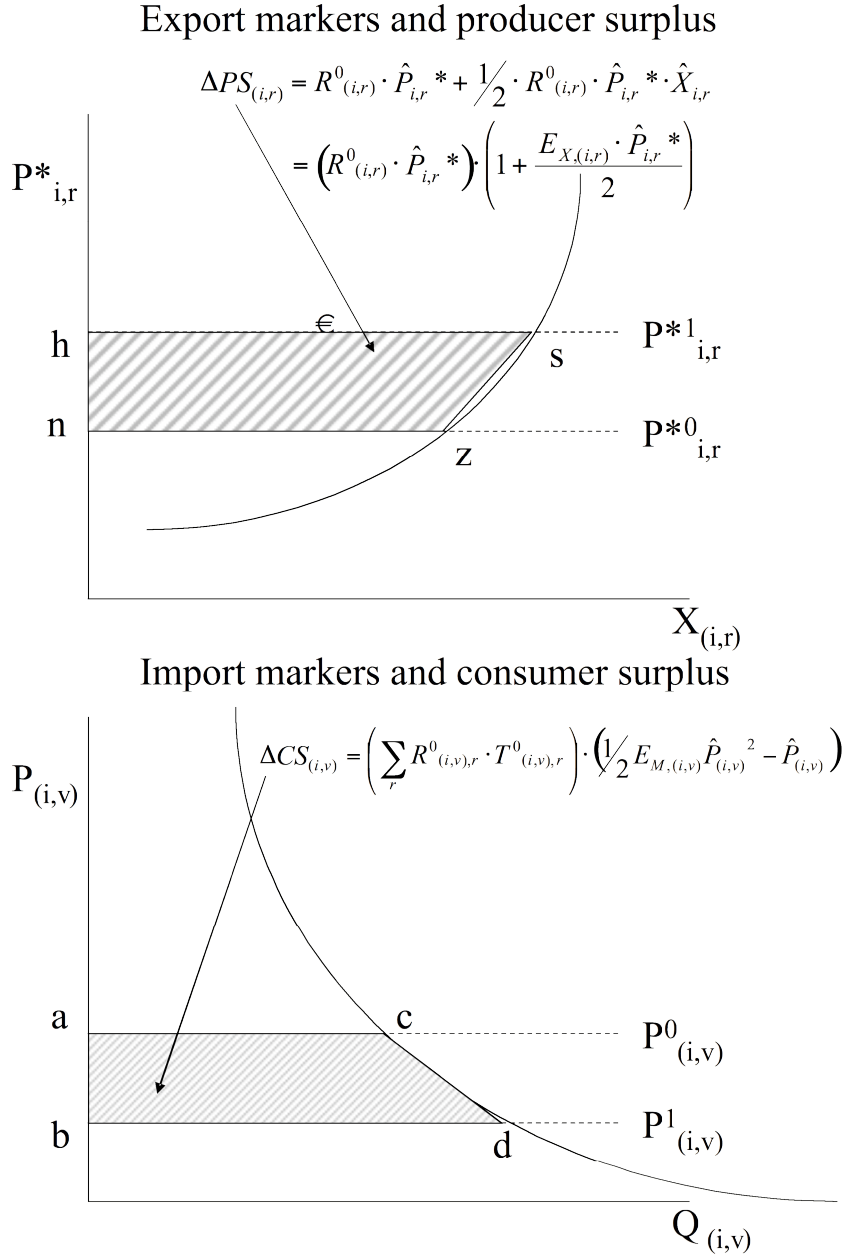 Export markers and producer surplus
ΔPS(i,r) = R⁰(i,r) · P̂i,r * + 1/2 · R⁰(i,r) · P̂i,r * · X̂i,r
= (R⁰(i,r) · P̂i,r *) · (1 + EX,(i,r) · P̂i,r * / 2)
P*i,r
€
h
P*¹i,r
s
n
P*⁰i,r
z
X(i,r)
Import markers and consumer surplus
ΔCS(i,v) = (∑r R⁰(i,v),r · T⁰(i,v),r) · (1/2 EM,(i,v) P̂(i,v)² − P̂(i,v))
P(i,v)
a
c
P⁰(i,v)
b
d
P¹(i,v)
Q(i,v)